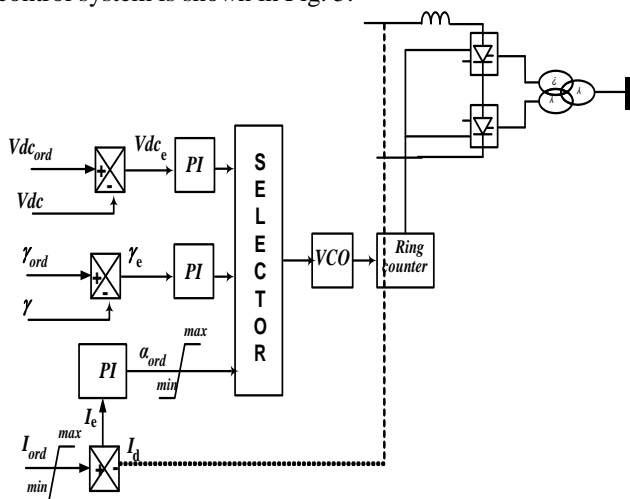 control system is shown in Fig. 3.
Vdc_ord
+
-
Vdc_e
PI
Vdc
γ_ord
+
-
γ_e
PI
γ
SELECTOR
VCO
Ring
counter
PI
α_ord
max
min
I_e
I_ord
max
min
+
-
I_d
Y